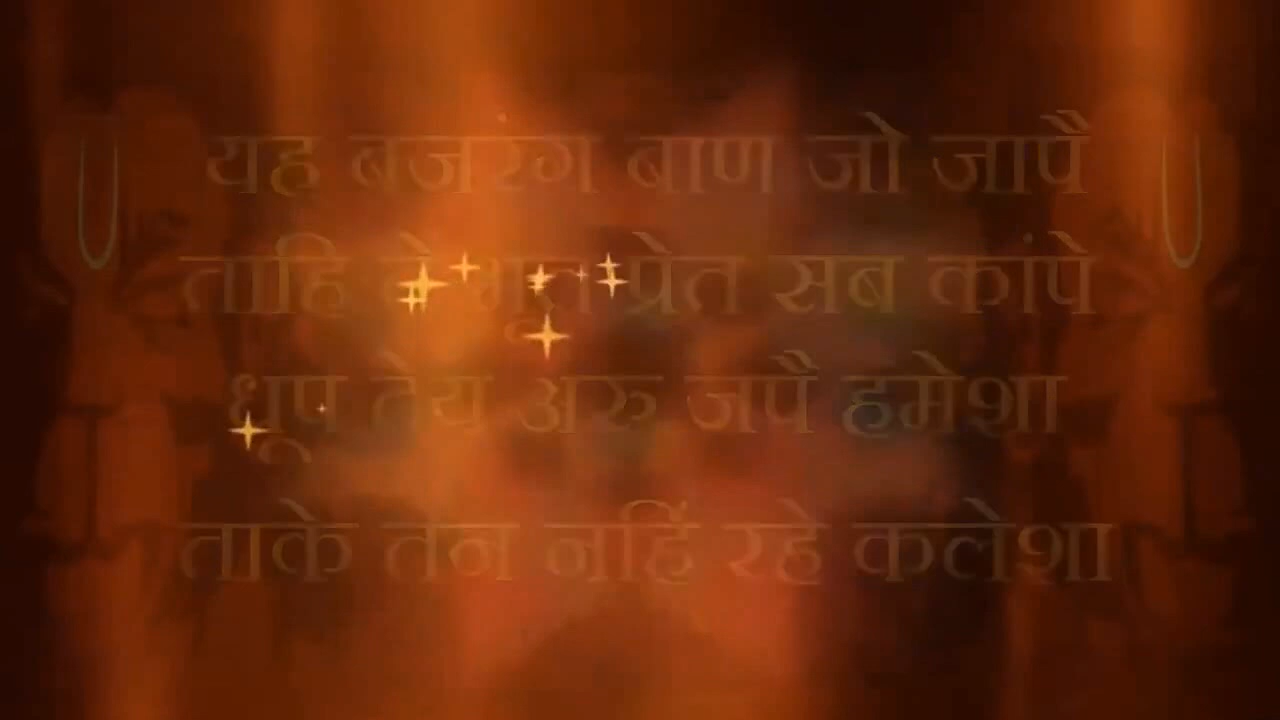 यह बजरंग बाण जो जापै
ताहि ते भूत प्रेत सब कांपे
धूप देय अरु जपै हमेशा
ताके तन नहिं रहे कलेशा